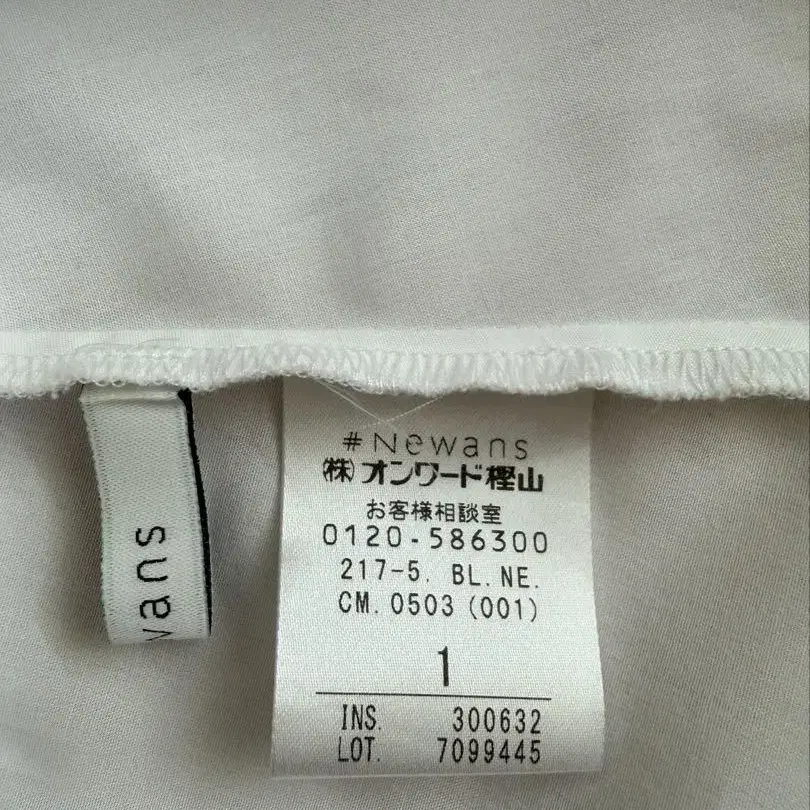 wans
# Newans
㈱オンワード樫山
お客様相談室
0120-586300
217-5. BL.NE.
CM.0503 (001)
1
INS. 300632
LOT. 7099445